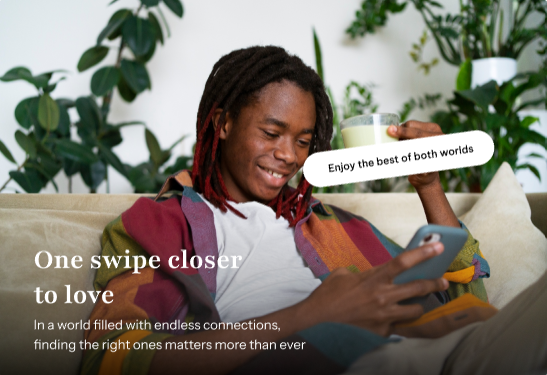 Enjoy the best of both worlds
One swipe closer
to love
In a world filled with endless connections,
finding the right ones matters more than ever